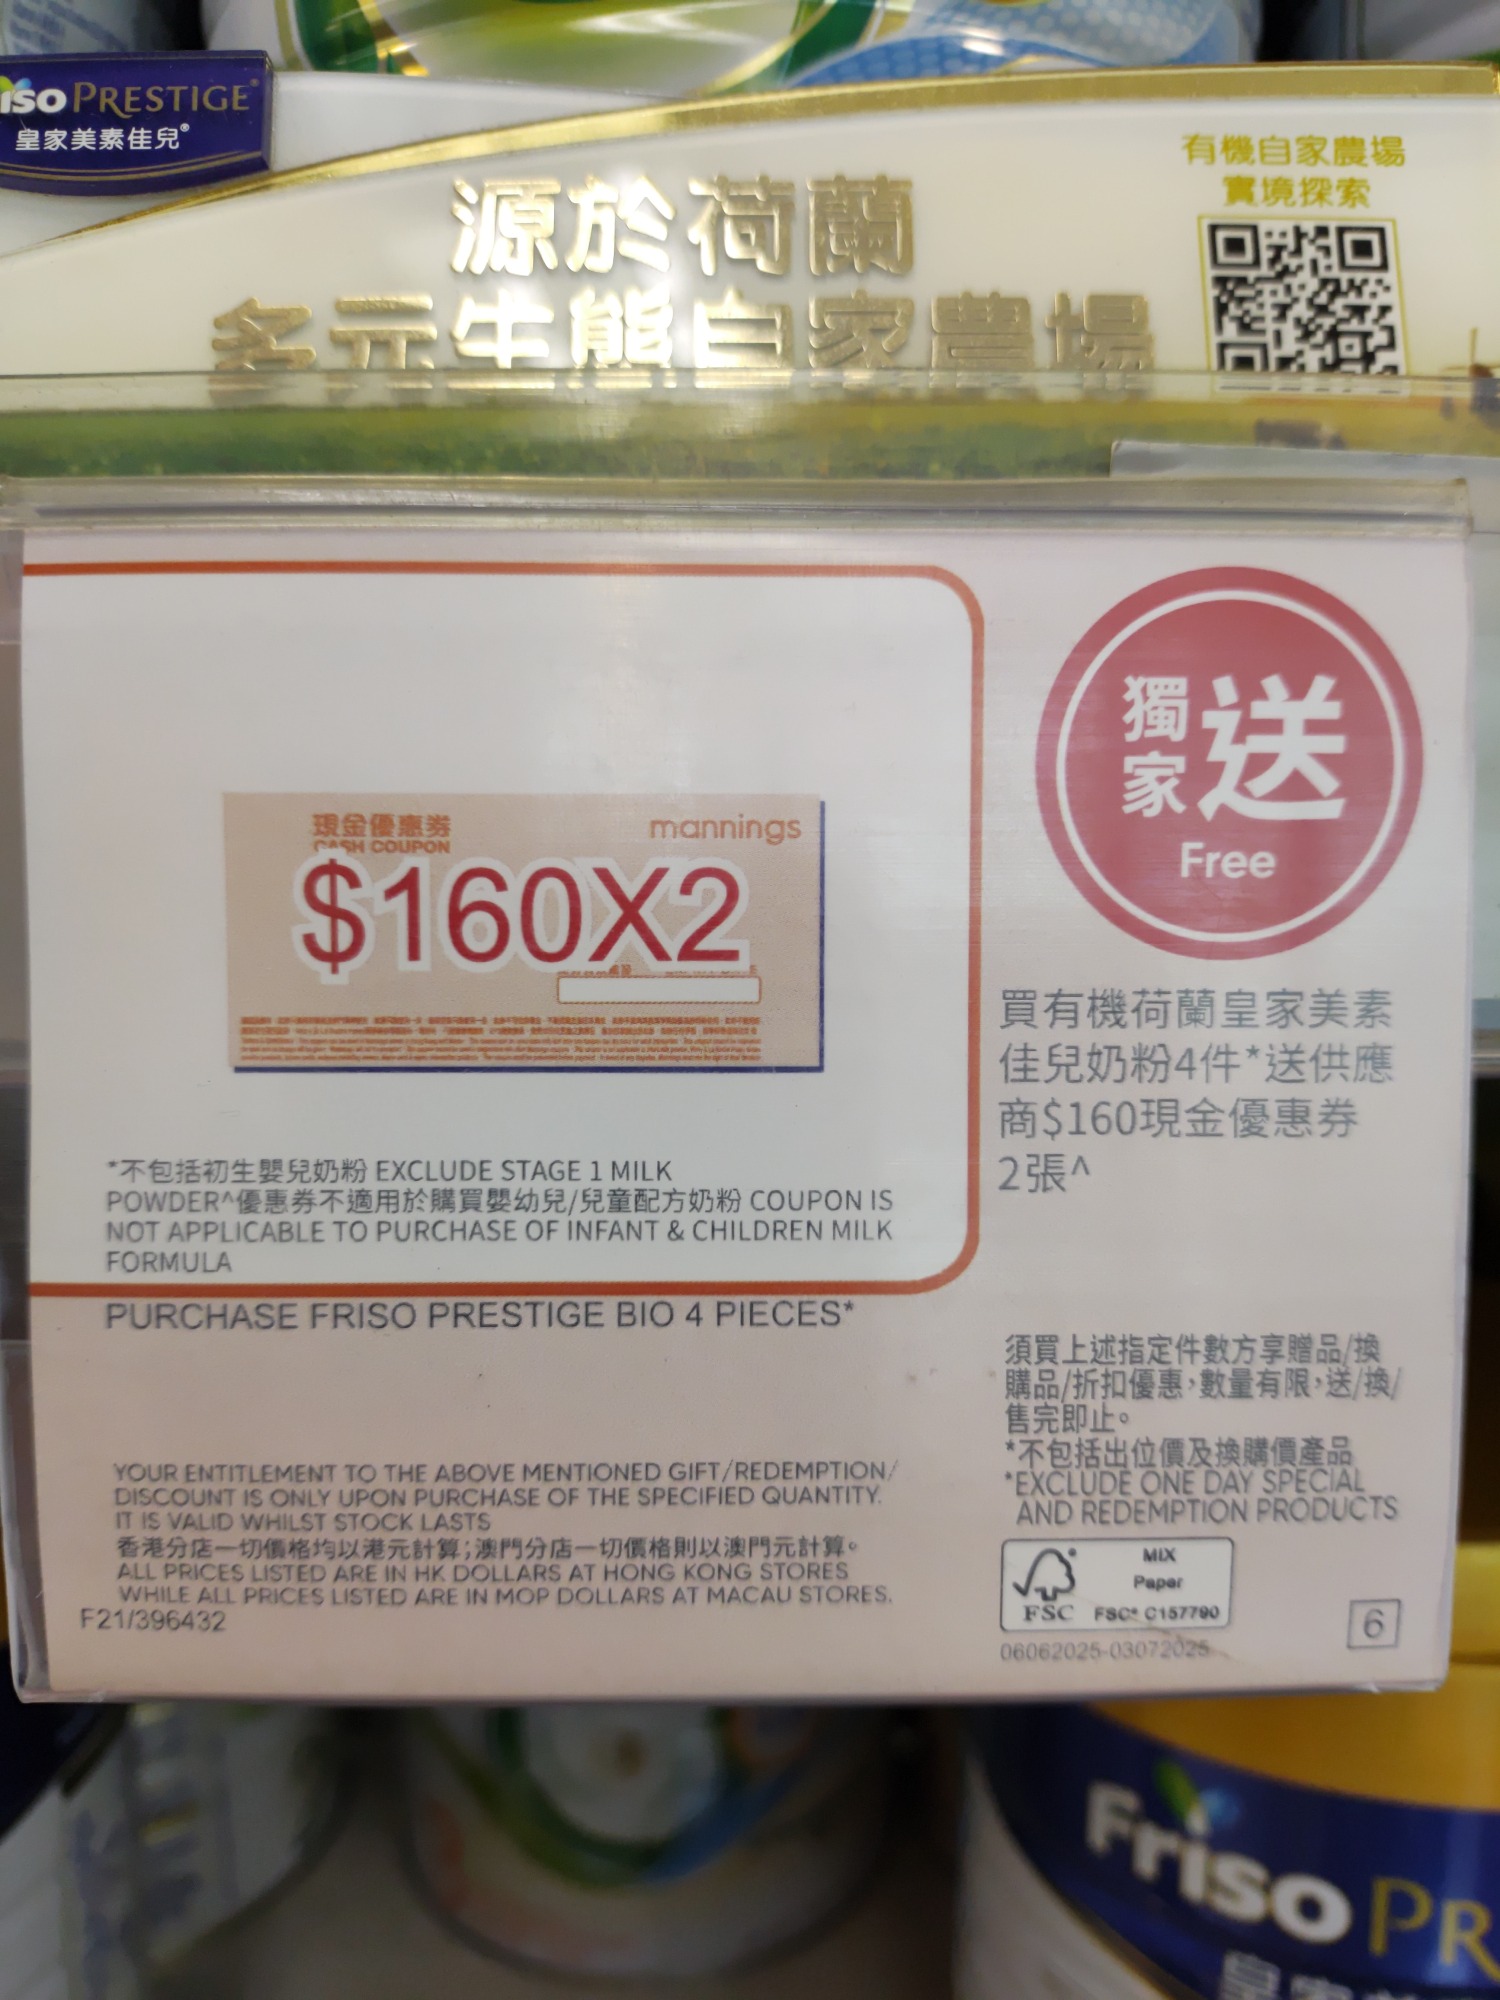 iso PRESTIGE®
皇家美素佳兒®
有機自家農場
實境探索
源於荷蘭
多元生態自家農場
獨家送
Free
現金優惠券
CASH COUPON
mannings
$160X2
買有機荷蘭皇家美素
佳兒奶粉4件*送供應
商$160現金優惠券
2張^
*不包括初生嬰兒奶粉 EXCLUDE STAGE 1 MILK
POWDER^優惠券不適用於購買嬰幼兒/兒童配方奶粉 COUPON IS
NOT APPLICABLE TO PURCHASE OF INFANT & CHILDREN MILK
FORMULA
PURCHASE FRISO PRESTIGE BIO 4 PIECES*
須買上述指定件數方享贈品/換
購品/折扣優惠，數量有限，送/換/
售完即止。
*不包括出位價及換購價產品
*EXCLUDE ONE DAY SPECIAL
AND REDEMPTION PRODUCTS
YOUR ENTITLEMENT TO THE ABOVE MENTIONED GIFT/REDEMPTION/
DISCOUNT IS ONLY UPON PURCHASE OF THE SPECIFIED QUANTITY.
IT IS VALID WHILST STOCK LASTS
香港分店一切價格均以港元計算；澳門分店一切價格則以澳門元計算。
ALL PRICES LISTED ARE IN HK DOLLARS AT HONG KONG STORES
WHILE ALL PRICES LISTED ARE IN MOP DOLLARS AT MACAU STORES.
F21/396432
MIX
Paper
FSC
FSC® C157790
06062025-03072025
6
Friso PR